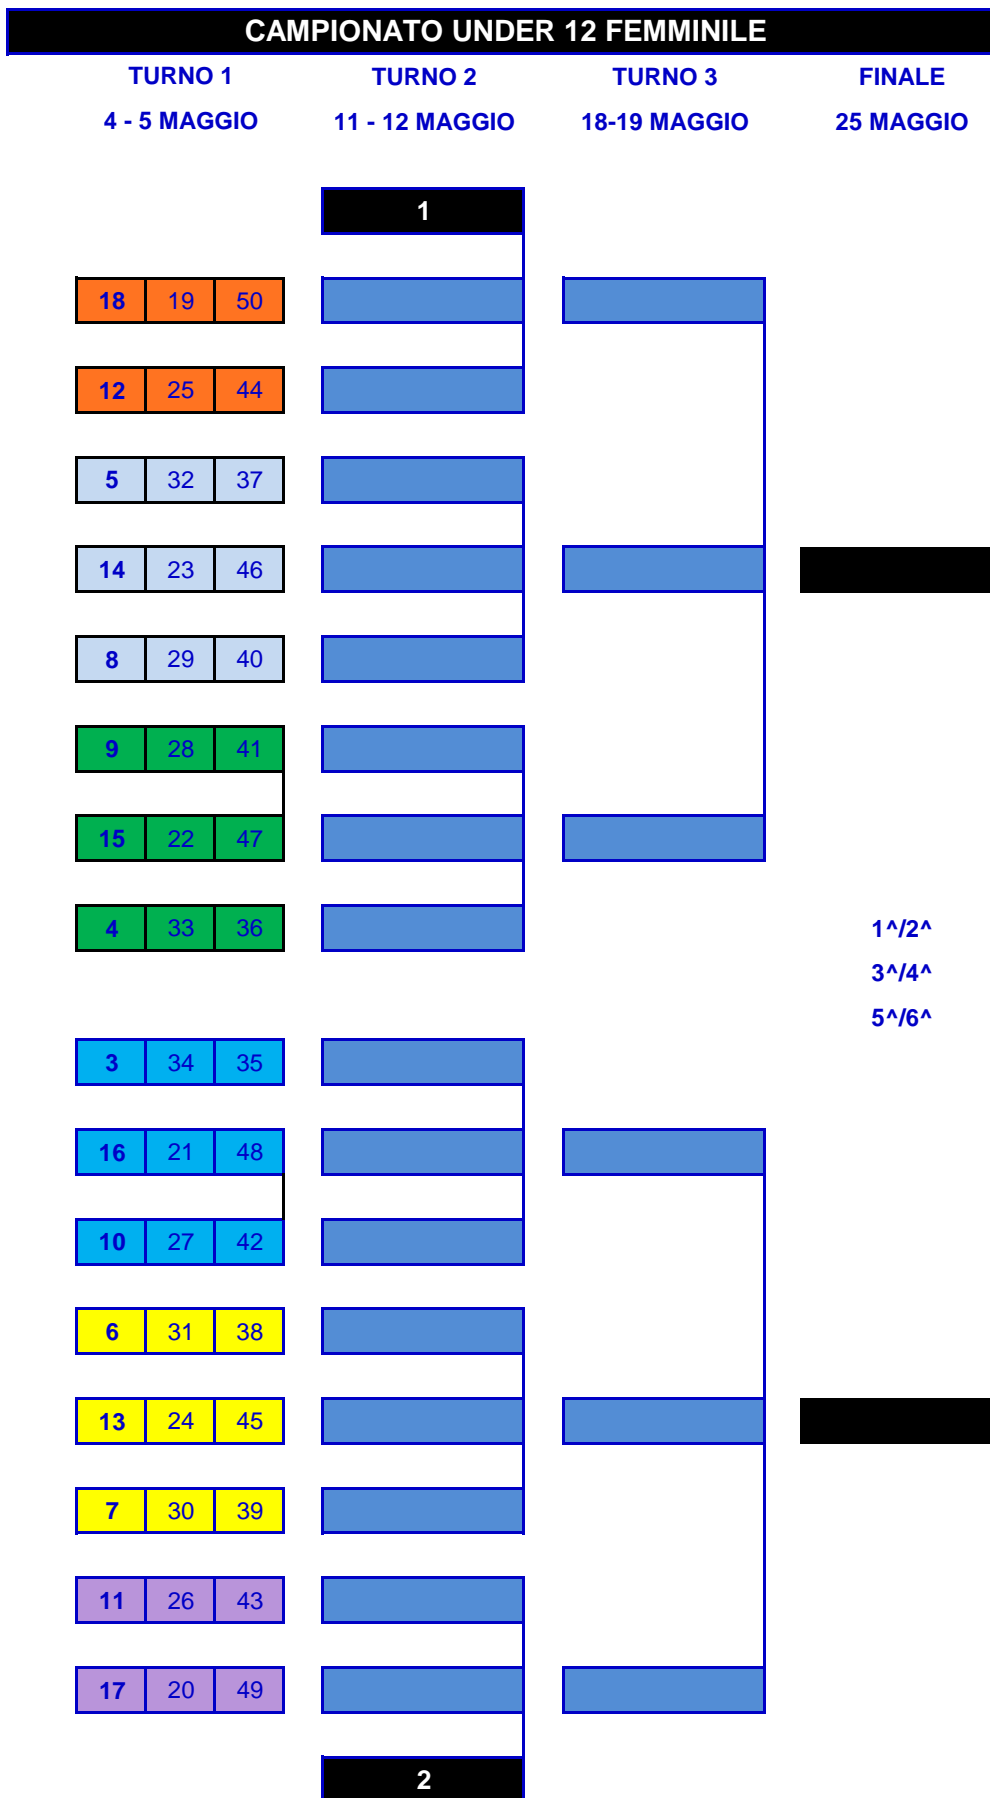 CAMPIONATO UNDER 12 FEMMINILE
TURNO 1 TURNO 2 TURNO 3 FINALE
4 - 5 MAGGIO 11 - 12 MAGGIO 18-19 MAGGIO 25 MAGGIO
1
18 19 50
12 25 44
5 32 37
14 23 46
8 29 40
9 28 41
15 22 47
4 33 36 1^/2^
3^/4^
5^/6^
3 34 35
16 21 48
10 27 42
6 31 38
13 24 45
7 30 39
11 26 43
17 20 49
2